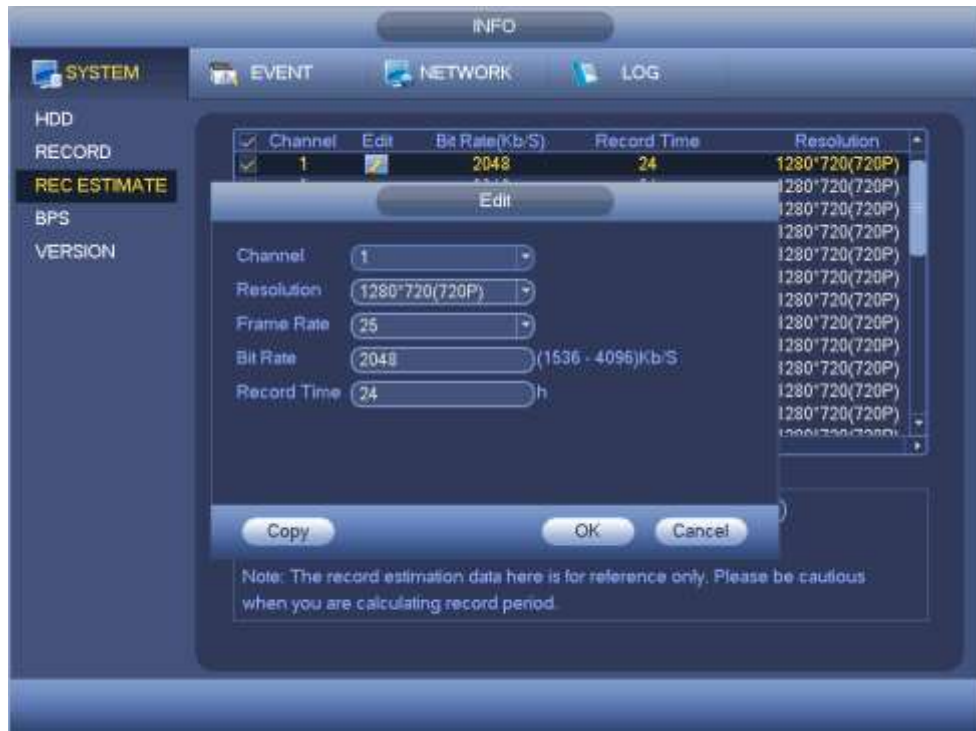 INFO
SYSTEM EVENT NETWORK LOG
HDD
RECORD
REC ESTIMATE
BPS
VERSION
Channel Edit Bit Rate(Kb/S) Record Time Resolution
1 2048 24 1280*720(720P)
1280*720(720P)
1280*720(720P)
1280*720(720P)
1280*720(720P)
1280*720(720P)
1280*720(720P)
1280*720(720P)
1280*720(720P)
1280*720(720P)
1280*720(720P)
1280*720(720P)
Edit
Channel 1
Resolution 1280*720(720P)
Frame Rate 25
Bit Rate 2048 (1536 - 4096)Kb/S
Record Time 24 h
Copy OK Cancel
Note: The record estimation data here is for reference only. Please be cautious
when you are calculating record period.